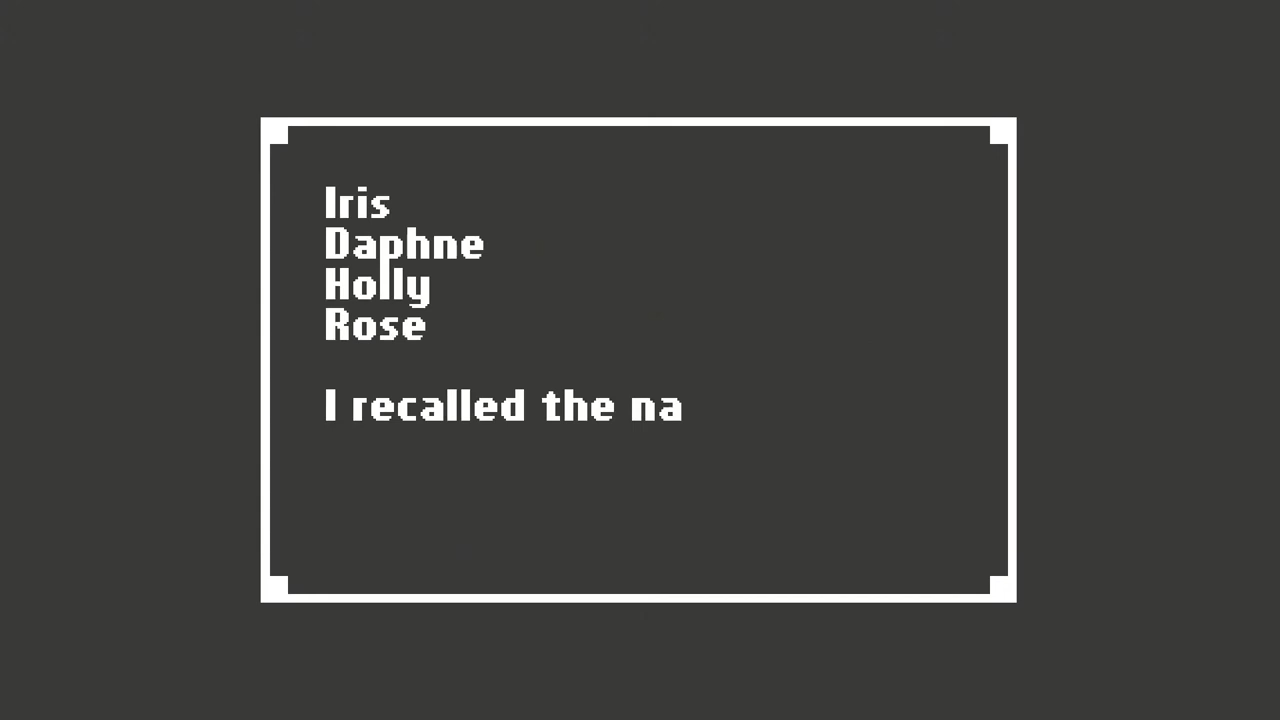 Iris
Daphne
Holly
Rose
I recalled the na